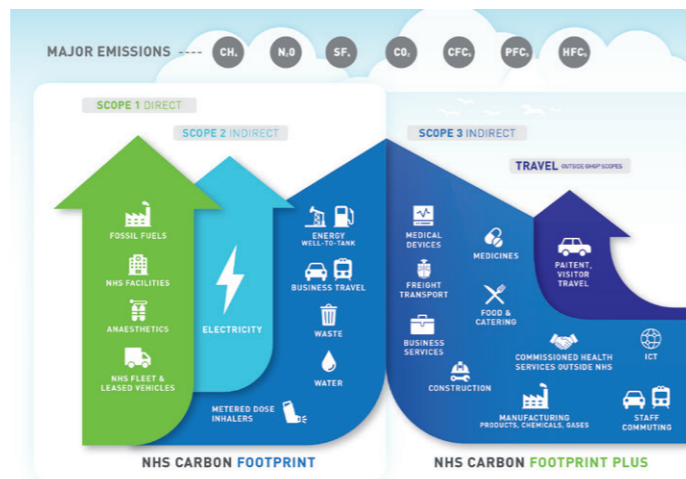 MAJOR EMISSIONS ----
CH₄
N₂O
SF₆
CO₂
CFCs
PFCs
HFCs
SCOPE 1 DIRECT
SCOPE 2 INDIRECT
SCOPE 3 INDIRECT
TRAVEL OUTSIDE GHGP SCOPES
FOSSIL FUELS
NHS FACILITIES
ANAESTHETICS
NHS FLEET &
LEASED VEHICLES
ELECTRICITY
ENERGY
WELL-TO-TANK
BUSINESS TRAVEL
WASTE
WATER
METERED DOSE
INHALERS
MEDICAL
DEVICES
FREIGHT
TRANSPORT
BUSINESS
SERVICES
MEDICINES
FOOD &
CATERING
CONSTRUCTION
PAITENT,
VISITOR
TRAVEL
COMMISSIONED HEALTH
SERVICES OUTSIDE NHS
ICT
MANUFACTURING
PRODUCTS, CHEMICALS, GASES
STAFF
COMMUTING
NHS CARBON FOOTPRINT
NHS CARBON FOOTPRINT PLUS